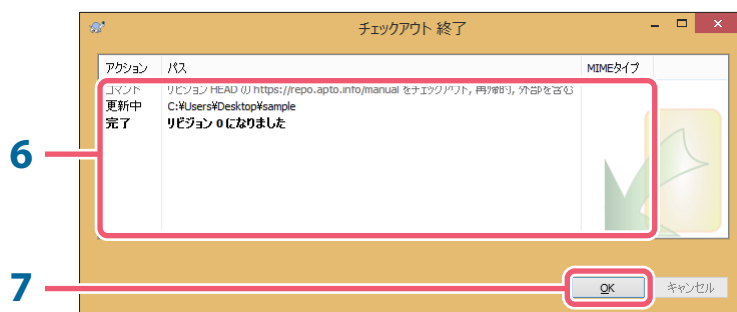 チェックアウト 終了
アクション パス MIMEタイプ
コマンド リビジョン HEAD の https://repo.apto.info/manual をチェックアウト, 再帰的, 外部を含む
更新中 C:¥Users¥Desktop¥sample
完了 リビジョン 0 になりました
6
7 OK キャンセル